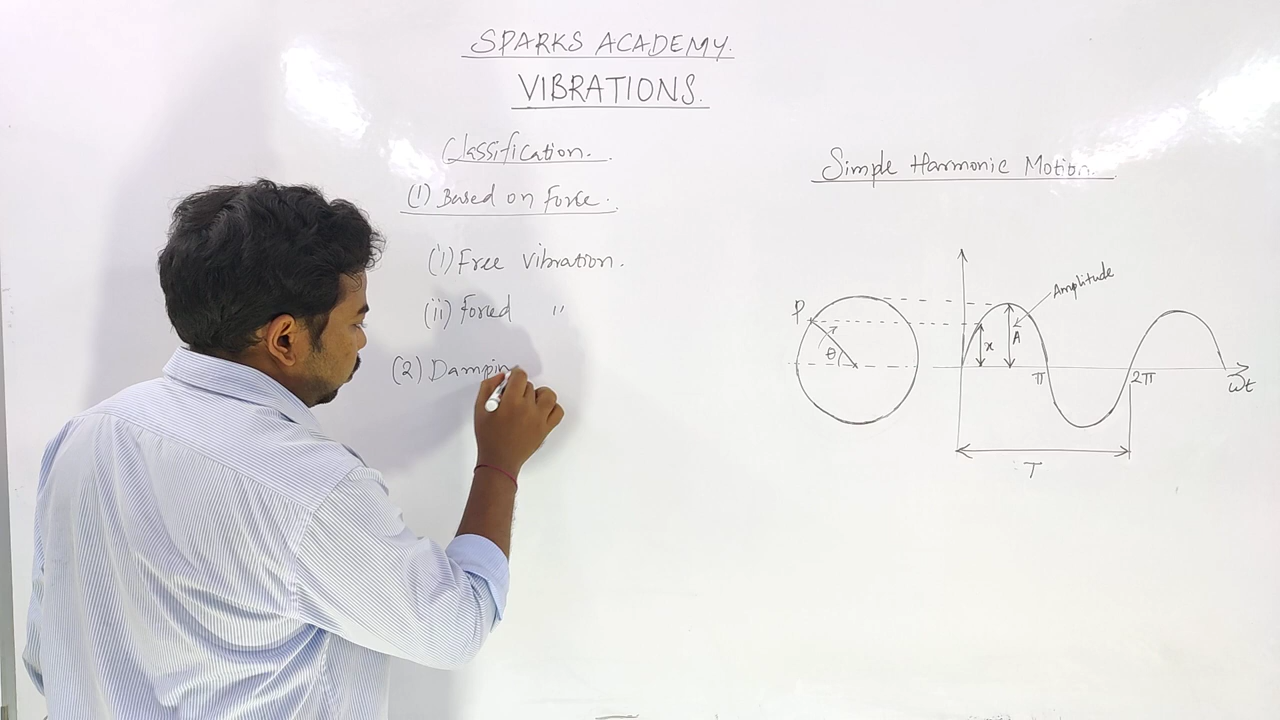 SPARKS ACADEMY.
VIBRATIONS.
Classification.
(1) Based on Force.
(i) Free vibration.
(ii) Forced "
(2) Dampin
Simple Harmonic Motion.
Amplitude
P
θ
x
A
π
2π
ωt
T